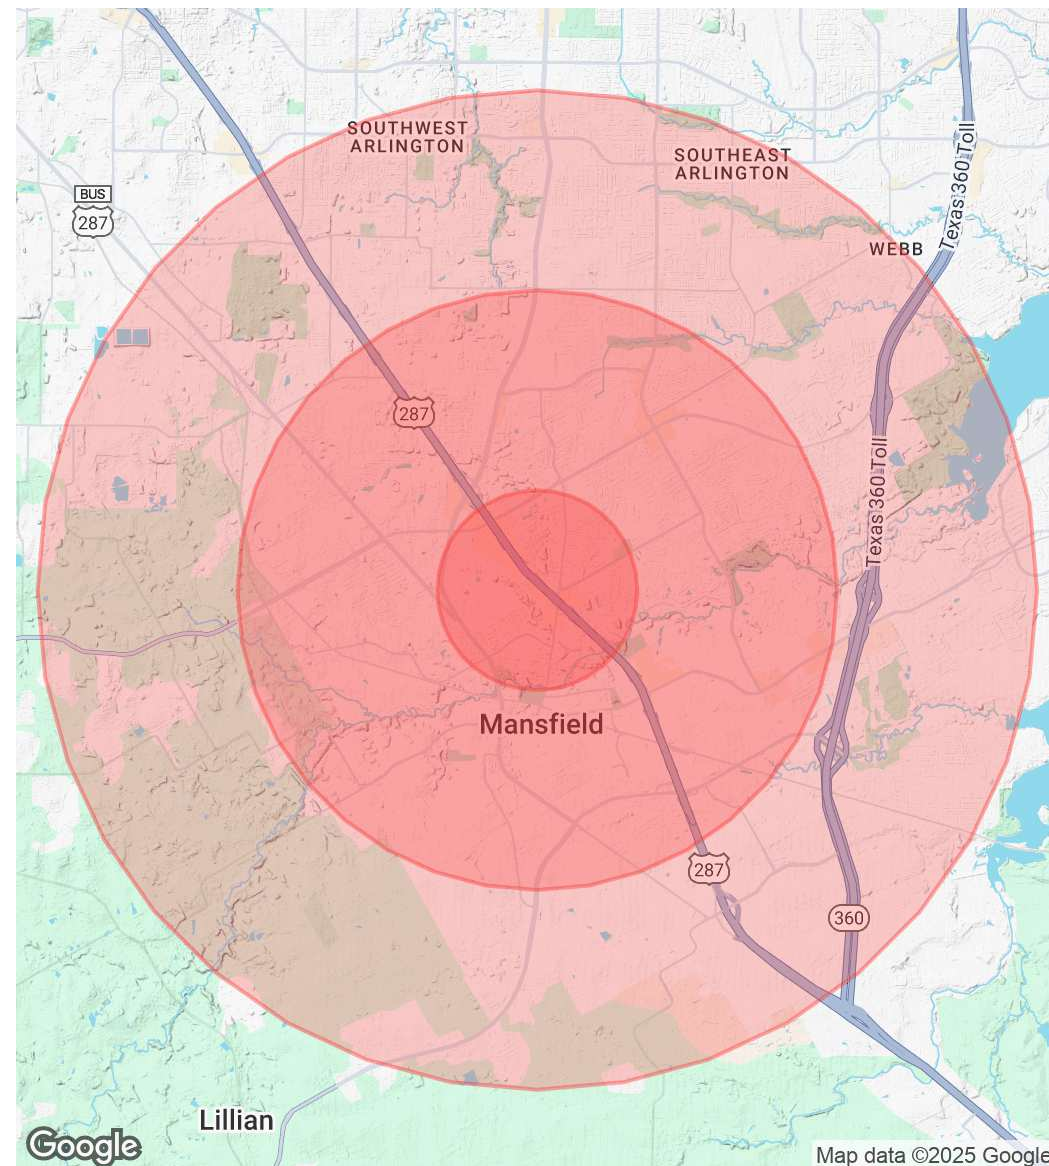 SOUTHWEST
ARLINGTON
SOUTHEAST
ARLINGTON
Texas 360 Toll
BUS
287
WEBB
287
Texas 360 Toll
Mansfield
287
360
Lillian
Google
Map data ©2025 Google